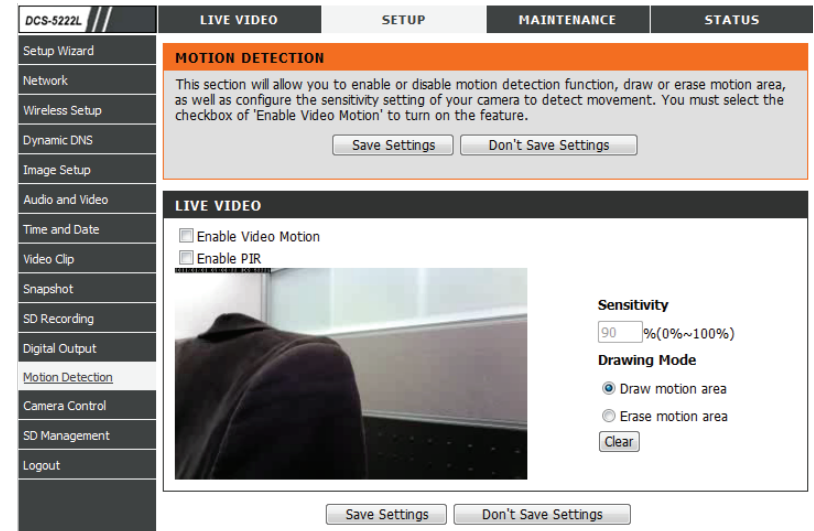 DCS-5222L
LIVE VIDEO
SETUP
MAINTENANCE
STATUS
Setup Wizard
Network
Wireless Setup
Dynamic DNS
Image Setup
Audio and Video
Time and Date
Video Clip
Snapshot
SD Recording
Digital Output
Motion Detection
Camera Control
SD Management
Logout
MOTION DETECTION
This section will allow you to enable or disable motion detection function, draw or erase motion area,
as well as configure the sensitivity setting of your camera to detect movement. You must select the
checkbox of 'Enable Video Motion' to turn on the feature.
Save Settings
Don't Save Settings
LIVE VIDEO
Enable Video Motion
Enable PIR
Sensitivity
90 %(0%~100%)
Drawing Mode
Draw motion area
Erase motion area
Clear
Save Settings
Don't Save Settings